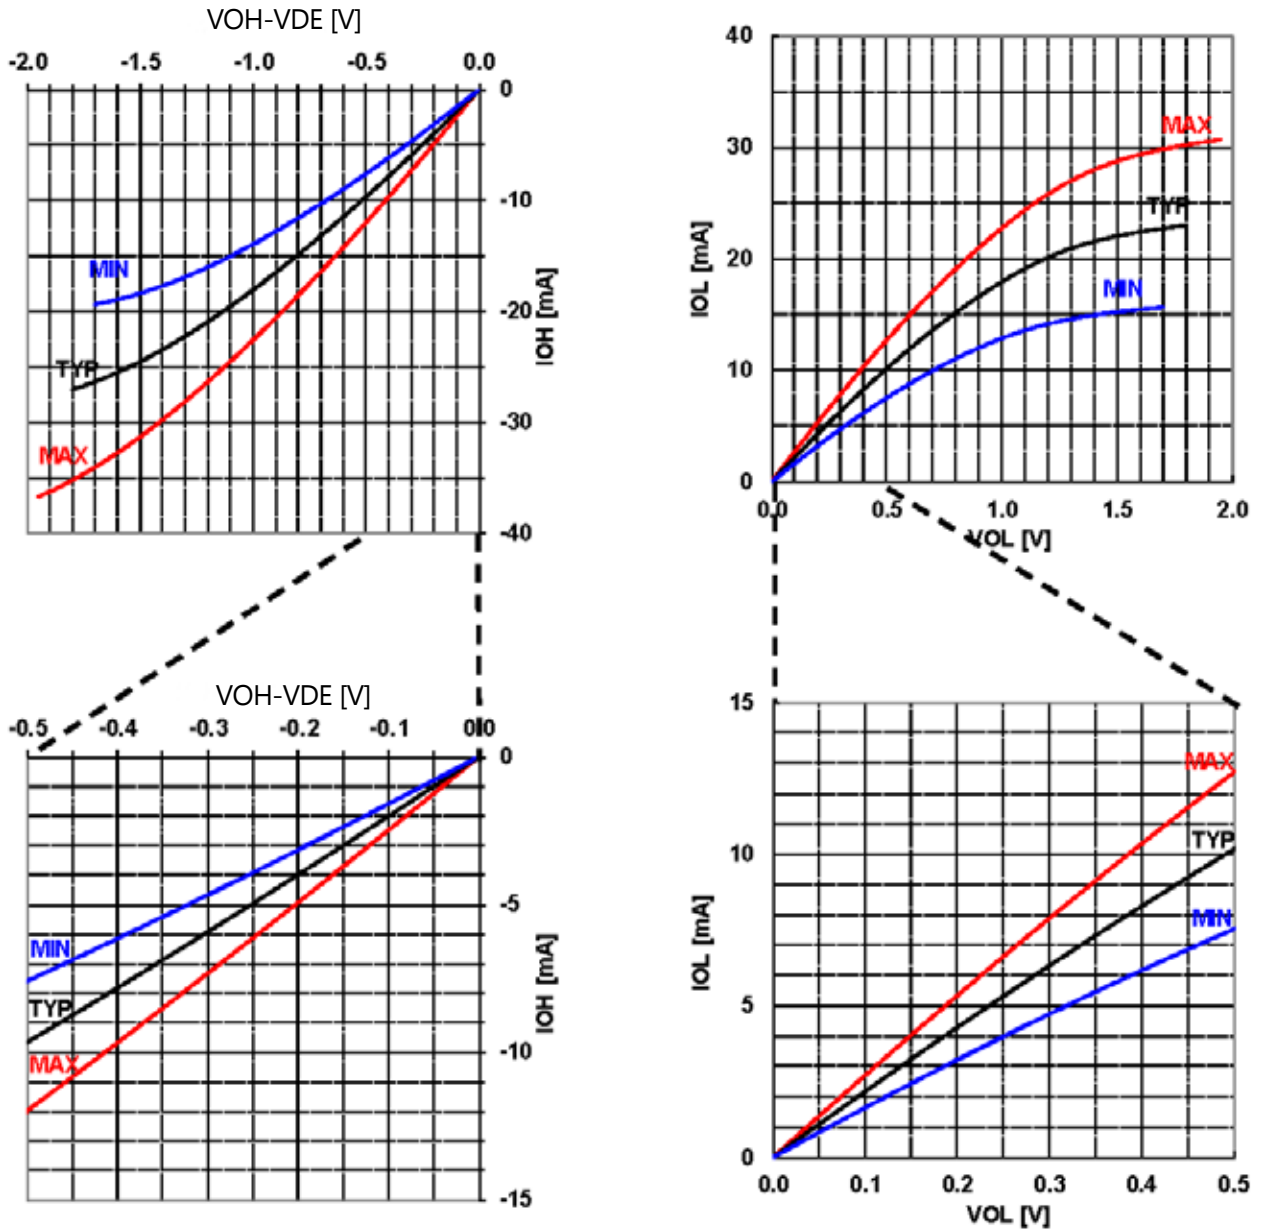 VOH-VDE [V]
-2.0 -1.5 -1.0 -0.5 0.0
0
-10
-20
-30
-40
IOH [mA]
MIN
TYP
MAX
40
30
20
10
0
IOL [mA]
MAX
TYP
MIN
0.0 0.5 1.0 1.5 2.0
VOL [V]
VOH-VDE [V]
-0.5 -0.4 -0.3 -0.2 -0.1 0.0
0
-5
-10
-15
IOH [mA]
MIN
TYP
MAX
15
10
5
0
IOL [mA]
MAX
TYP
MIN
0.0 0.1 0.2 0.3 0.4 0.5
VOL [V]